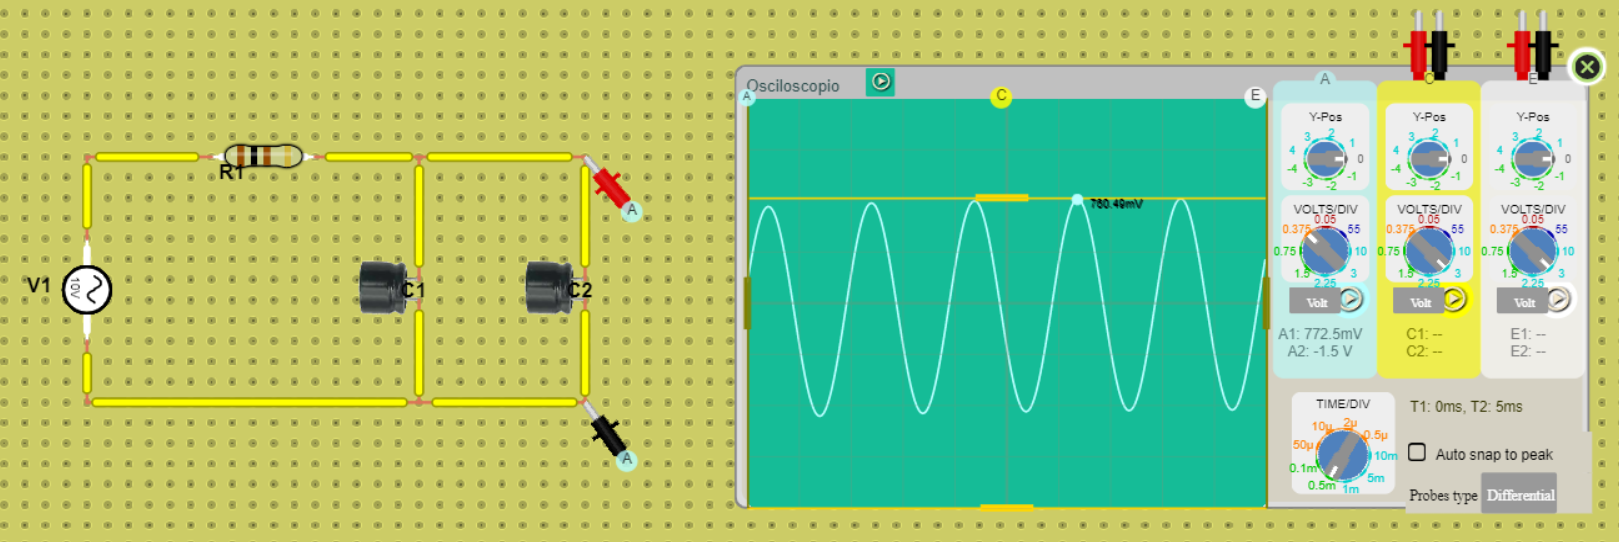 R1
V1
10V
C1
C2
A
A
Osciloscopio
A
C
E
760.49mV
A
Y-Pos
4 3 2 1 0 -1 -2 -3 -4
VOLTS/DIV
0.05
0.375 55
0.75 10
1.5 3
2.25
Volt
A1: 772.5mV
A2: -1.5 V
C
Y-Pos
4 3 2 1 0 -1 -2 -3 -4
VOLTS/DIV
0.05
0.375 55
0.75 10
1.5 3
2.25
Volt
C1: --
C2: --
E
Y-Pos
4 3 2 1 0 -1 -2 -3 -4
VOLTS/DIV
0.05
0.375 55
0.75 10
1.5 3
2.25
Volt
E1: --
E2: --
TIME/DIV
2µ
10µ 0.5µ
50µ 10m
0.1m 5m
0.5m 1m
T1: 0ms, T2: 5ms
Auto snap to peak
Probes type Differential